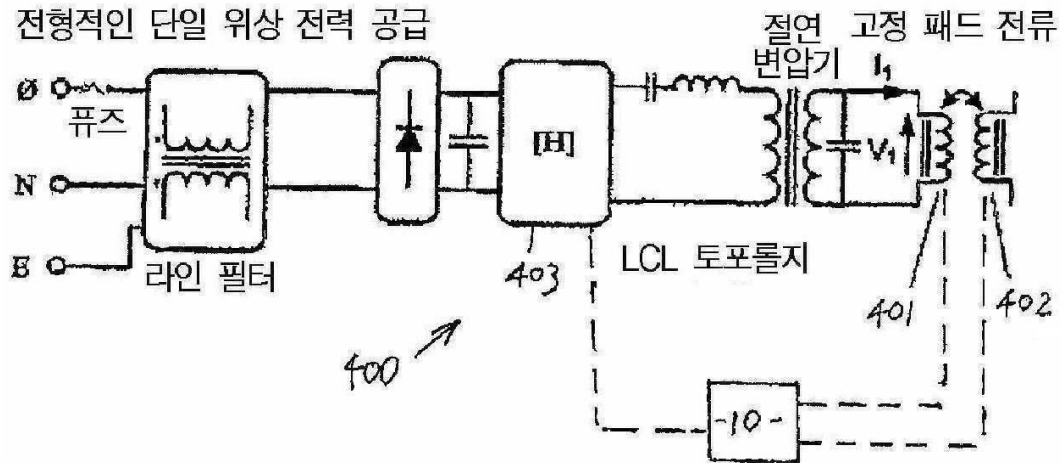 전형적인 단일 위상 전력 공급
절연
변압기
고정 패드 전류
Ø
퓨즈
N
E
라인 필터
[H]
403
LCL 토포롤지
I₁
V₁
401
402
400
-10-